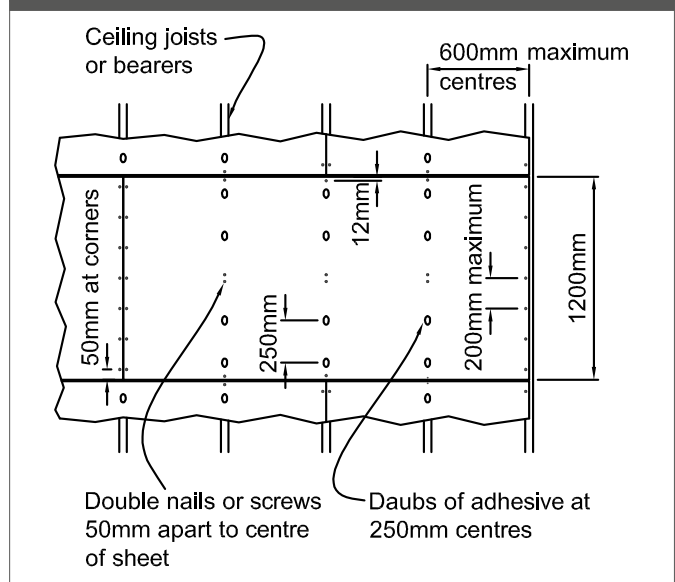 Ceiling joists
or bearers
600mm maximum
centres
50mm at corners
12mm
250mm
200mm maximum
1200mm
Double nails or screws
50mm apart to centre
of sheet
Daubs of adhesive at
250mm centres